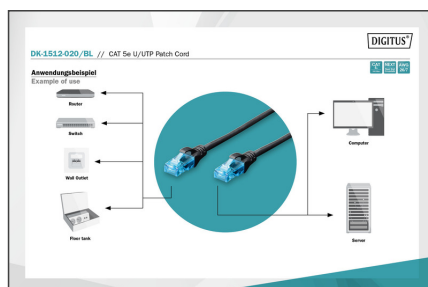 DIGITUS®
DK-1512-020/BL // CAT 5e U/UTP Patch Cord
Anwendungsbeispiel
Example of use
Router
Switch
Wall Outlet
Floor tank
Computer
Server